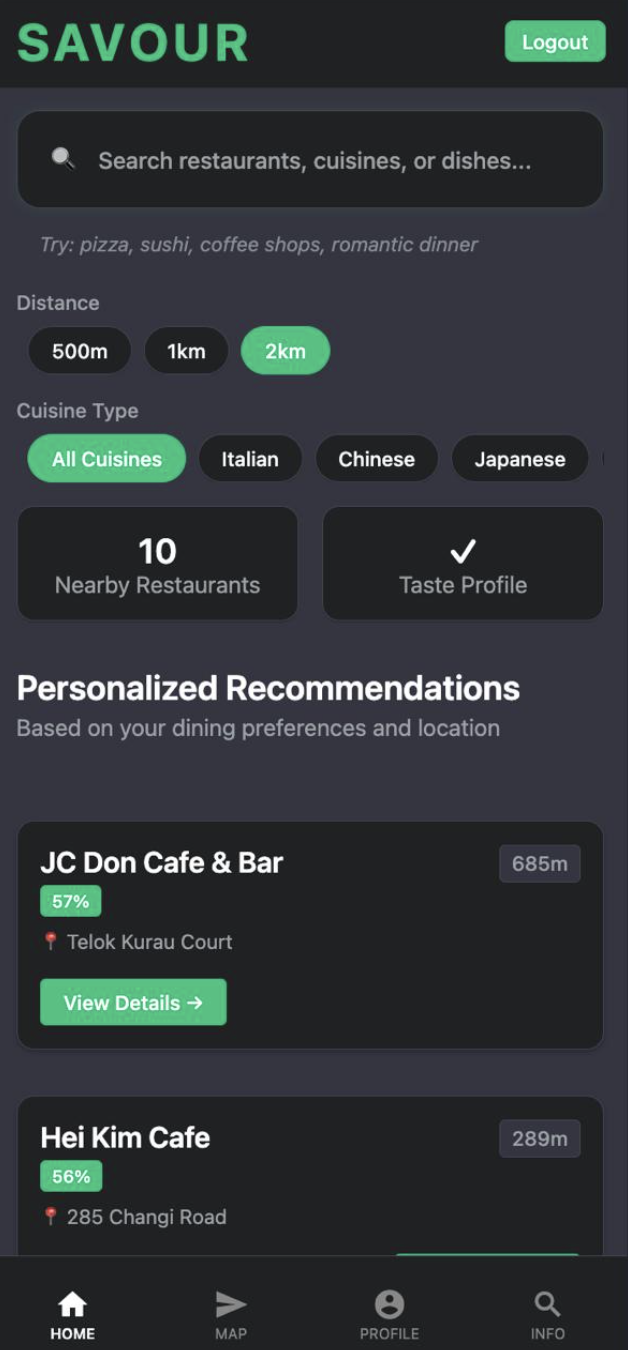 SAVOUR
Logout
Search restaurants, cuisines, or dishes...
Try: pizza, sushi, coffee shops, romantic dinner
Distance
500m 1km 2km
Cuisine Type
All Cuisines Italian Chinese Japanese
10
Nearby Restaurants
✓
Taste Profile
Personalized Recommendations
Based on your dining preferences and location
JC Don Cafe & Bar
685m
57%
Telok Kurau Court
View Details →
Hei Kim Cafe
289m
56%
285 Changi Road
HOME MAP PROFILE INFO